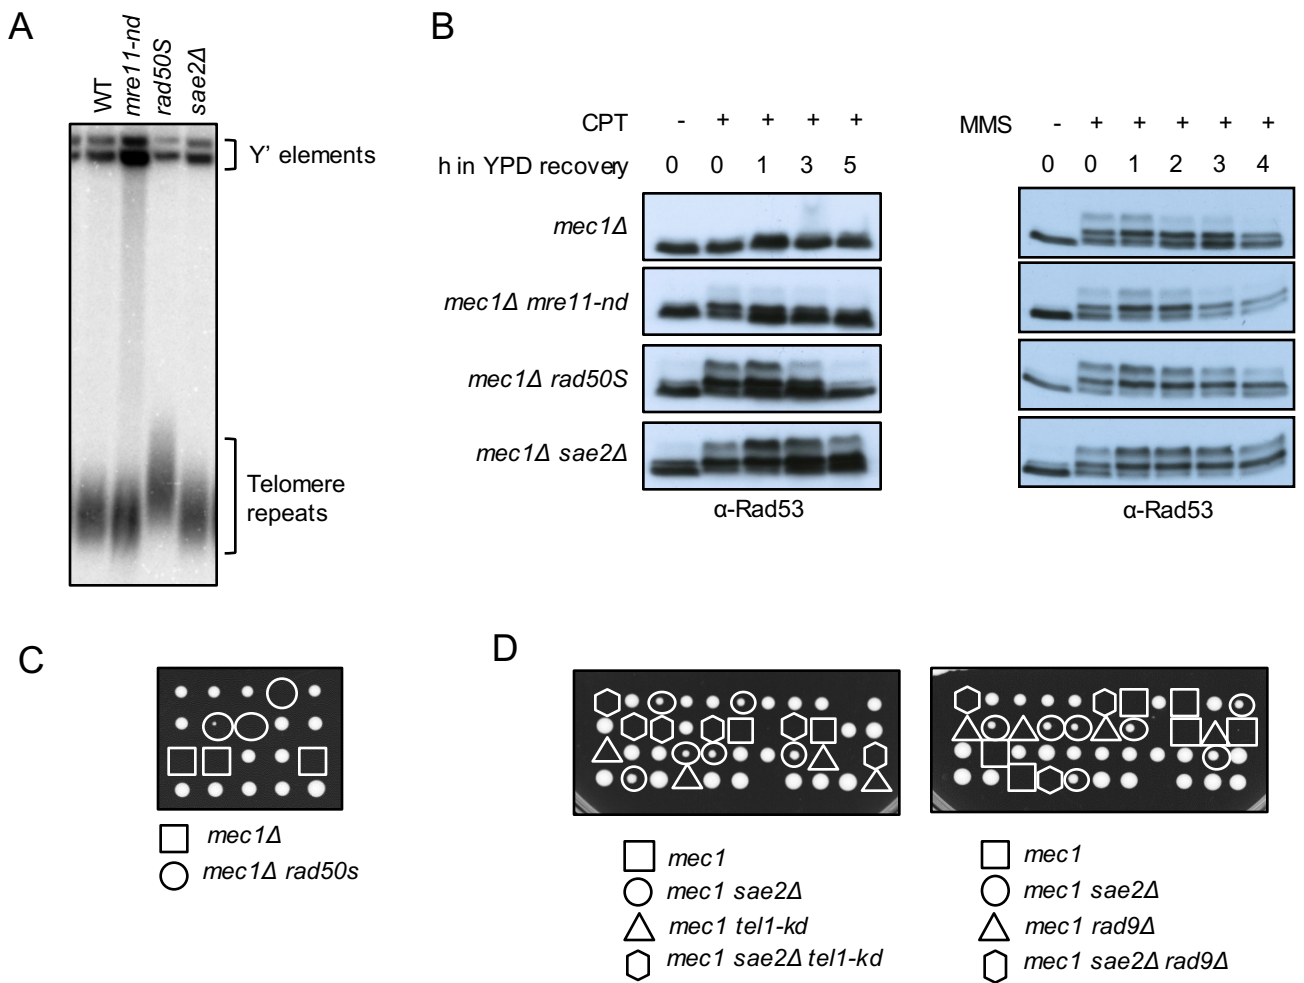 A
B
WT
mre11-nd
rad50S
sae2Δ
Y' elements
Telomere
repeats
CPT - + + + +
h in YPD recovery 0 0 1 3 5
mec1Δ
mec1Δ mre11-nd
mec1Δ rad50S
mec1Δ sae2Δ
α-Rad53
MMS - + + + + +
0 0 1 2 3 4
α-Rad53
C
mec1Δ
mec1Δ rad50s
D
mec1
mec1 sae2Δ
mec1 tel1-kd
mec1 sae2Δ tel1-kd
mec1
mec1 sae2Δ
mec1 rad9Δ
mec1 sae2Δ rad9Δ